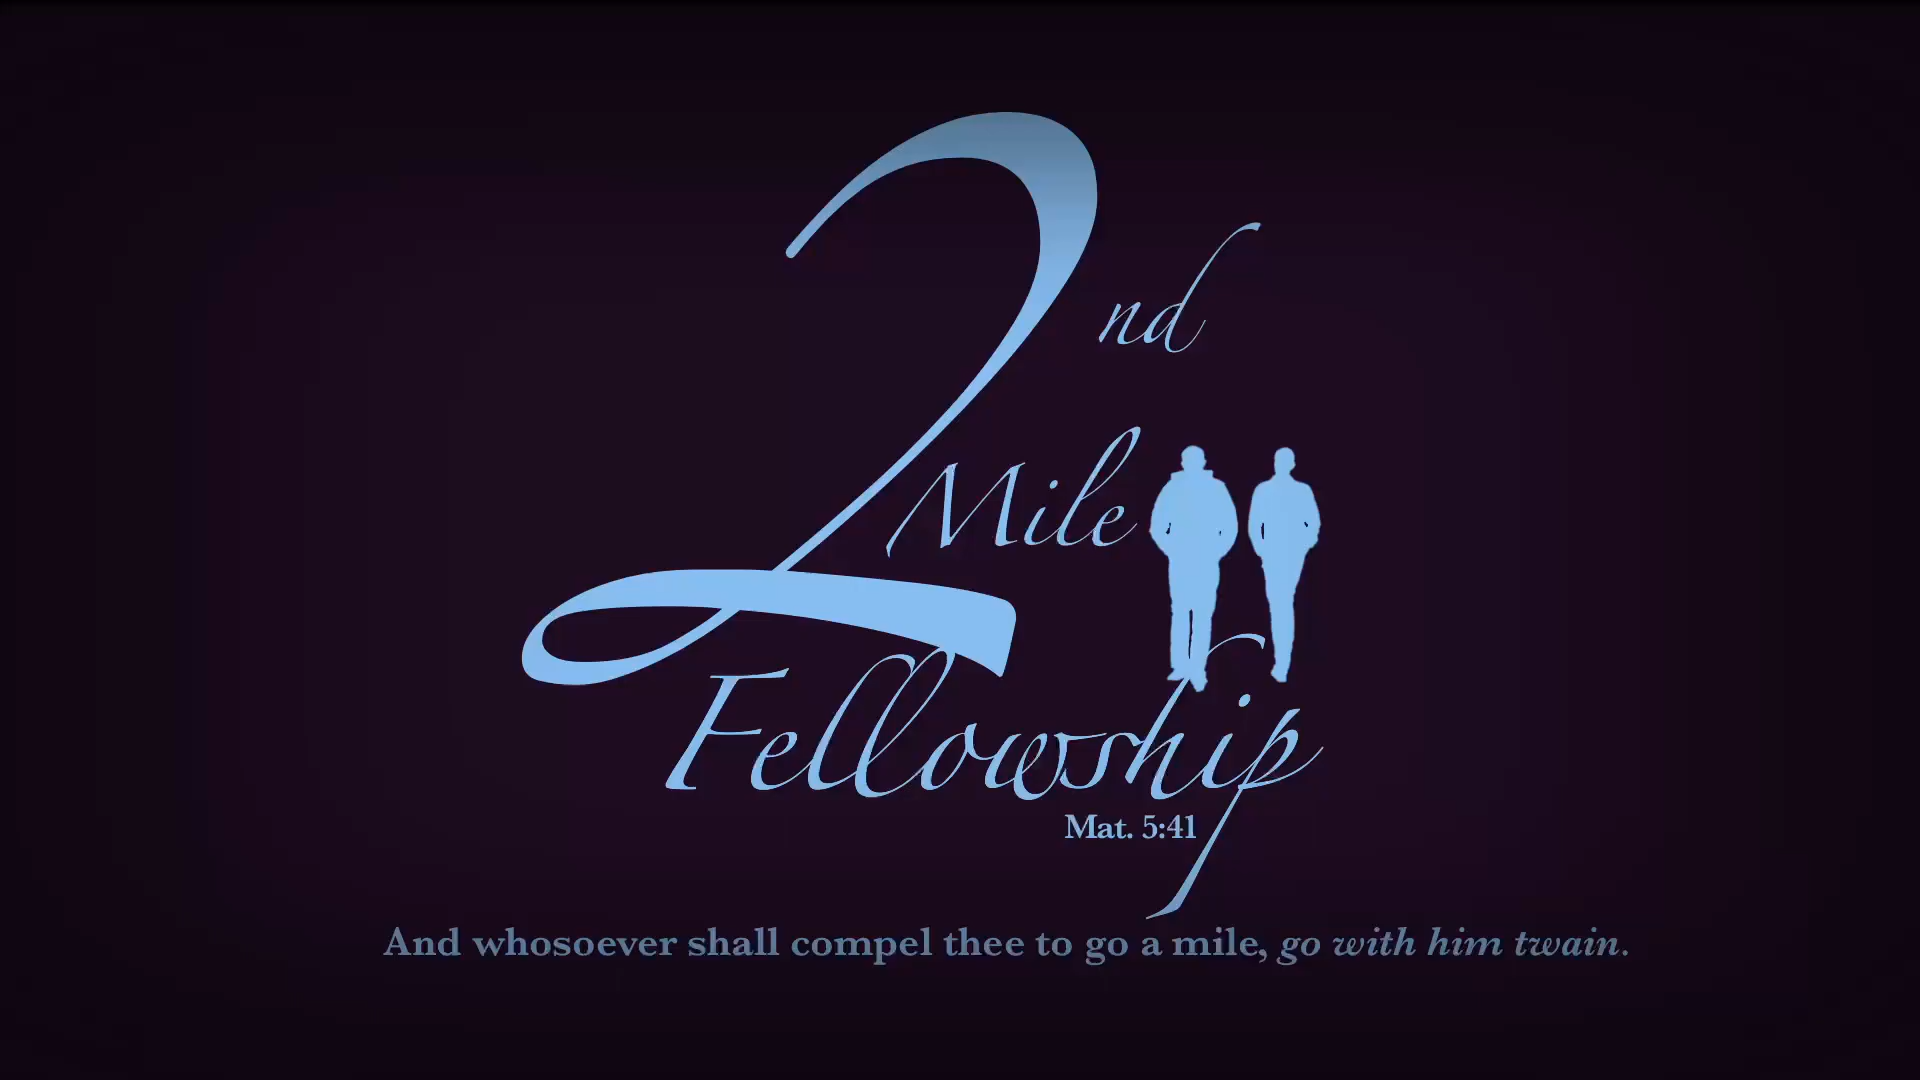 2nd
Mile
Fellowship
Mat. 5:41
And whosoever shall compel thee to go a mile, go with him twain.